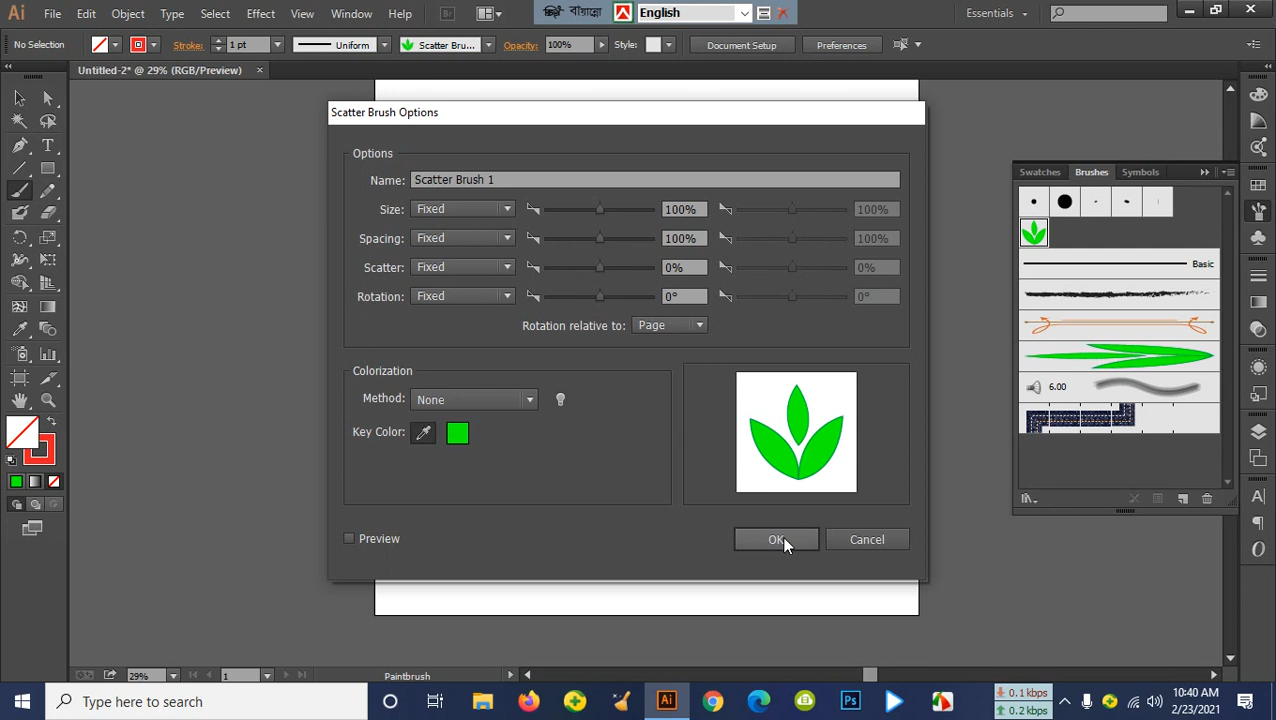 Ai File Edit Object Type Select Effect View Window Help Br English Essentials
No Selection Stroke: 1 pt Uniform Scatter Bru... Opacity: 100% Style: Document Setup Preferences
Untitled-2* @ 29% (RGB/Preview) ×
Scatter Brush Options
Options
Name: Scatter Brush 1
Size: Fixed 100% 100%
Spacing: Fixed 100% 100%
Scatter: Fixed 0% 0%
Rotation: Fixed 0° 0°
Rotation relative to: Page
Colorization
Method: None
Key Color:
Preview
OK Cancel
Swatches Brushes Symbols
Basic
6.00
29% 1 Paintbrush
Type here to search
Ai Ps
0.1 kbps
0.2 kbps
10:40 AM
2/23/2021